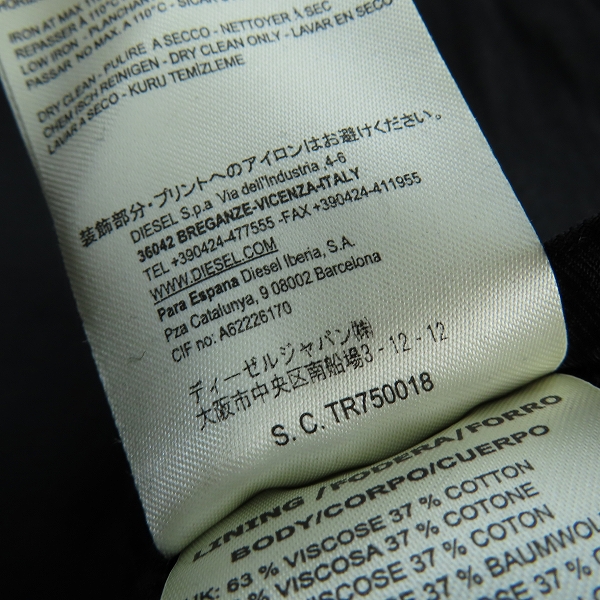 IRON AT MAX 110°C
REPASSER À 110°C
LOW IRON - PLANCHAR
PASSAR NO MAX. A 110°C - SICAK
DRY CLEAN - PULIRE A SECCO - NETTOYER À SEC
CHEMISCH REINIGEN - DRY CLEAN ONLY - LAVAR EN SECO
LAVAR A SECO - KURU TEMİZLEME
装飾部分・プリントへのアイロンはお避けください。
DIESEL S.p.a Via dell'Industria 4-6
36042 BREGANZE-VICENZA-ITALY
TEL +390424-477555 -FAX +390424-411955
WWW.DIESEL.COM
Para Espana Diesel Iberia, S.A.
Pza Catalunya, 9 08002 Barcelona
CIF no: A62226170
ディーゼルジャパン㈱
大阪市中央区南船場3-12-12
S.C.TR750018
LINING /FODERA/FORRO
BODY/CORPO/CUERPO
UK: 63 % VISCOSE 37 % COTTON
% VISCOSA 37 % COTONE
% VISCOSE 37 % COTON
VISKOSE 37 % BAUMWOLLE